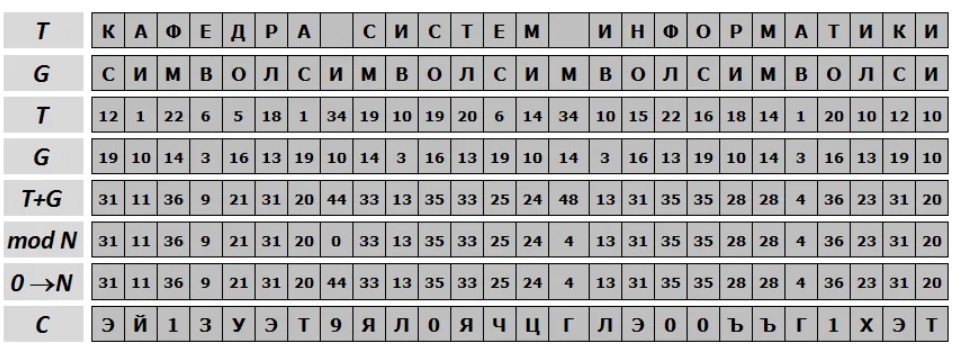 T К А Ф Е Д Р А С И С Т Е М И Н Ф О Р М А Т И К И
G С И М В О Л С И М В О Л С И М В О Л С И М В О Л С И
T 12 1 22 6 5 18 1 34 19 10 19 20 6 14 34 10 15 22 16 18 14 1 20 10 12 10
G 19 10 14 3 16 13 19 10 14 3 16 13 19 10 14 3 16 13 19 10 14 3 16 13 19 10
T+G 31 11 36 9 21 31 20 44 33 13 35 33 25 24 48 13 31 35 35 28 28 4 36 23 31 20
mod N 31 11 36 9 21 31 20 0 33 13 35 33 25 24 4 13 31 35 35 28 28 4 36 23 31 20
0 →N 31 11 36 9 21 31 20 44 33 13 35 33 25 24 4 13 31 35 35 28 28 4 36 23 31 20
C Э Й 1 З У Э Т 9 Я Л 0 Я Ч Ц Г Л Э 0 0 Ъ Ъ Г 1 Х Э Т